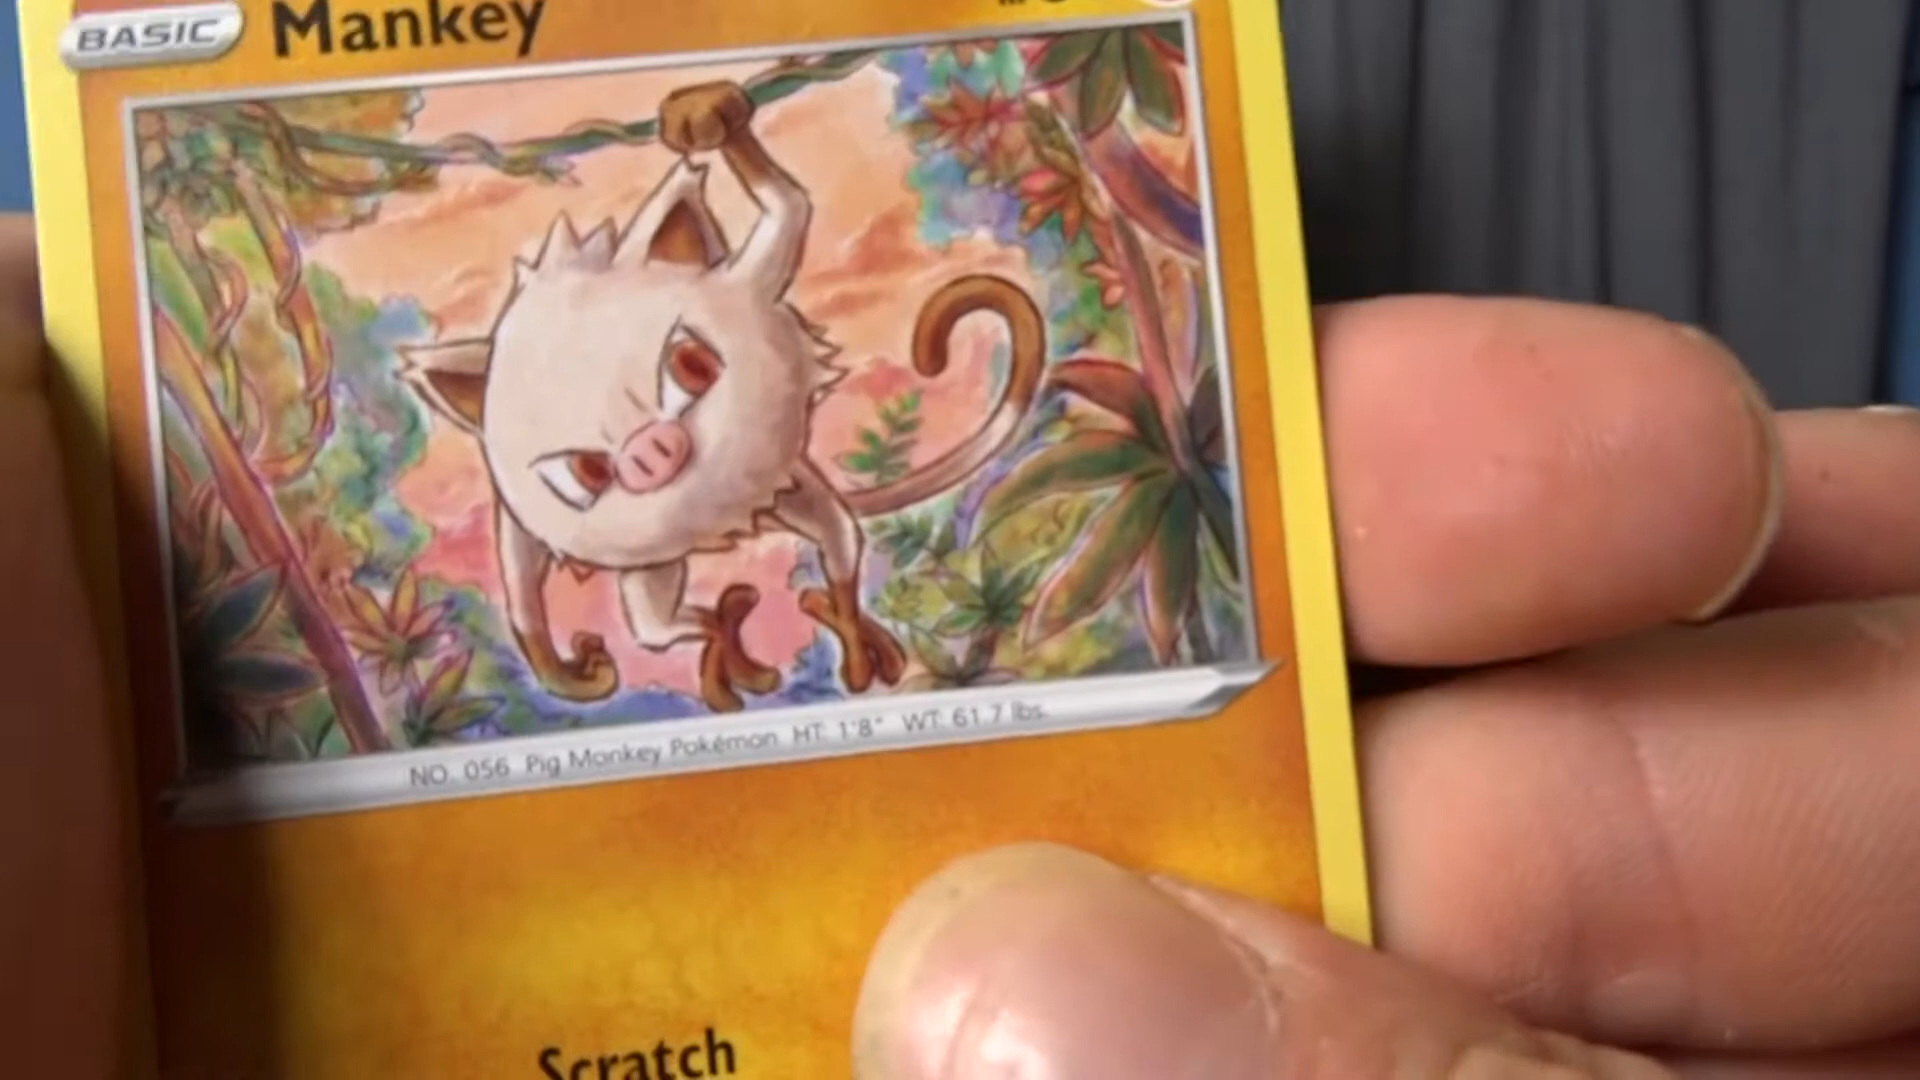 BASIC Mankey
NO. 056 Pig Monkey Pokémon HT: 1'8" WT: 61.7 lbs.
Scratch